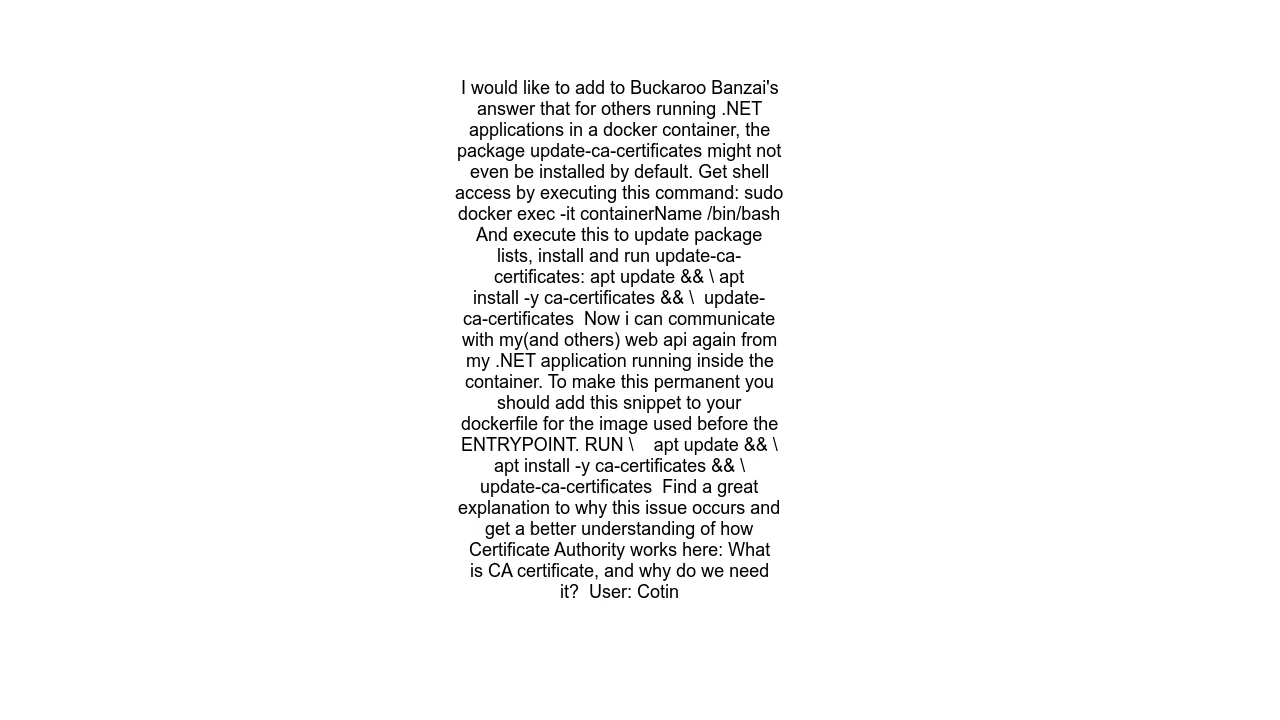 I would like to add to Buckaroo Banzai's
answer that for others running .NET
applications in a docker container, the
package update-ca-certificates might not
even be installed by default. Get shell
access by executing this command: sudo
docker exec -it containerName /bin/bash
And execute this to update package
lists, install and run update-ca-
certificates: apt update && \ apt
install -y ca-certificates && \  update-
ca-certificates  Now i can communicate
with my(and others) web api again from
my .NET application running inside the
container. To make this permanent you
should add this snippet to your
dockerfile for the image used before the
ENTRYPOINT. RUN \    apt update && \
apt install -y ca-certificates && \
update-ca-certificates  Find a great
explanation to why this issue occurs and
get a better understanding of how
Certificate Authority works here: What
is CA certificate, and why do we need
it?  User: Cotin